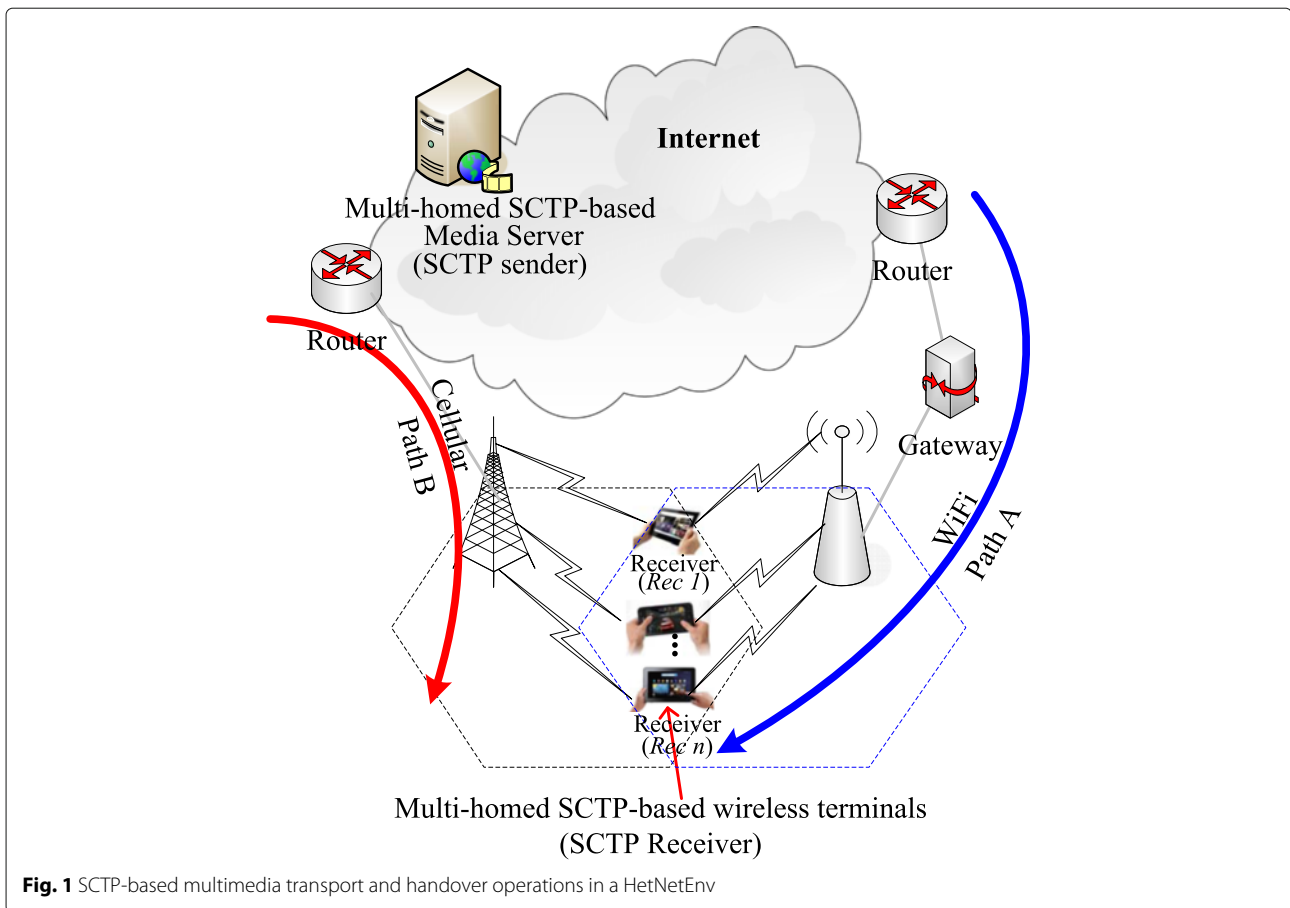 Internet
Multi-homed SCTP-based
Media Server
(SCTP sender)
Router
Router
Gateway
Cellular
Path B
WiFi
Path A
Receiver
(Rec 1)
Receiver
(Rec n)
Multi-homed SCTP-based wireless terminals
(SCTP Receiver)
Fig. 1 SCTP-based multimedia transport and handover operations in a HetNetEnv